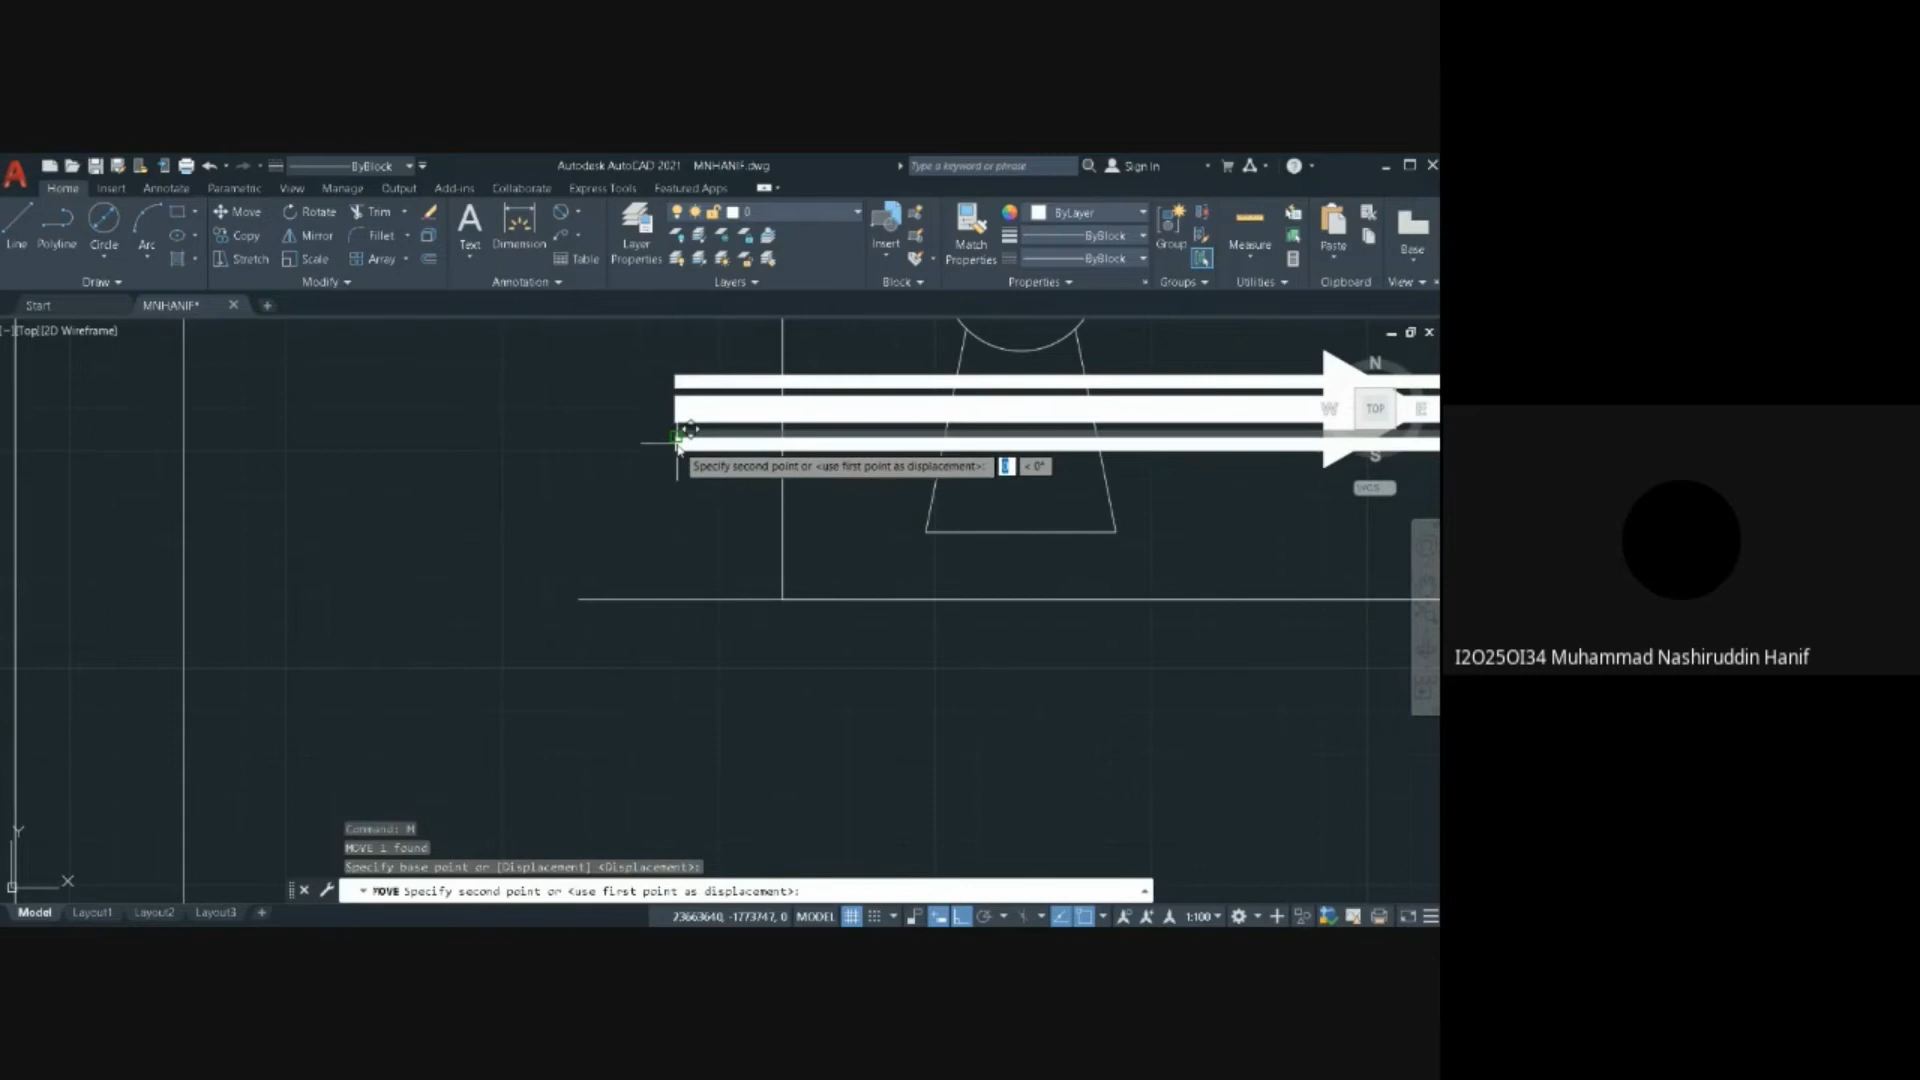 ByBlock
Autodesk AutoCAD 2021 MNHANIF.dwg
Type a keyword or phrase
Sign In
Home Insert Annotate Parametric View Manage Output Add-ins Collaborate Express Tools Featured Apps
Line Polyline Circle Arc
Move Rotate Trim
Copy Mirror Fillet
Stretch Scale Array
Text Dimension Table
Layer Properties
0
Insert
Match Properties
ByLayer
ByBlock
ByBlock
Group
Measure
Paste
Base
Draw Modify Annotation Layers Block Properties Groups Utilities Clipboard View
Start MNHANIF*
[-][Top][2D Wireframe]
N
W TOP E
S
WCS
Specify second point or <use first point as displacement>: 0 < 0°
I2O25OI34 Muhammad Nashiruddin Hanif
Y
X
Command: M
MOVE 1 found
Specify base point or [Displacement] <Displacement>:
MOVE Specify second point or <use first point as displacement>:
Model Layout1 Layout2 Layout3
23663640, -1773747, 0 MODEL 1:100